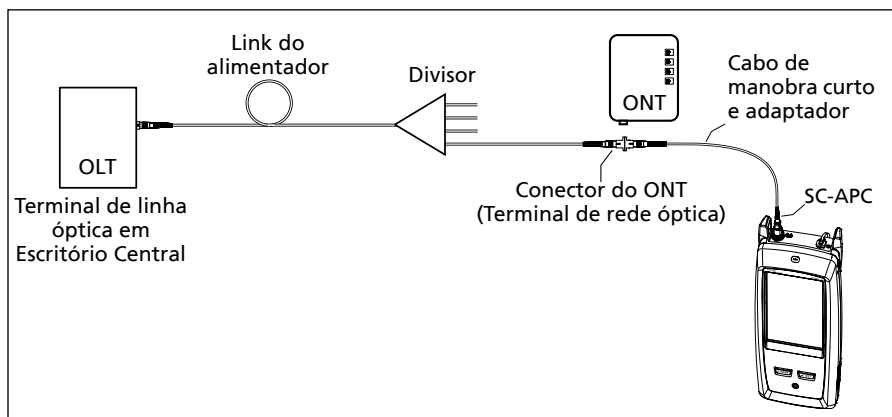 Link do
alimentador
Divisor
ONT
Cabo de
manobra curto
e adaptador
OLT
Terminal de linha
óptica em
Escritório Central
Conector do ONT
(Terminal de rede óptica)
SC-APC